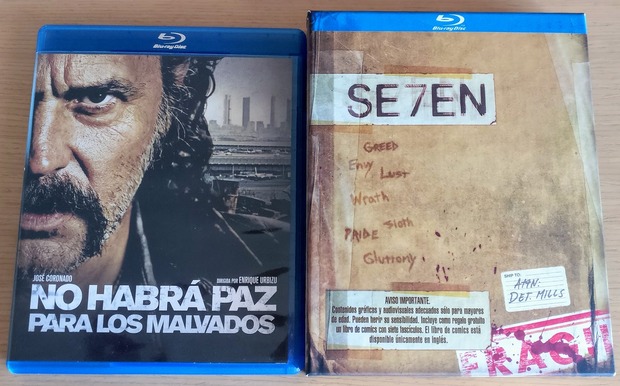 Blu-ray Disc
JOSÉ CORONADO
DIRIGIDA POR ENRIQUE URBIZU
NO HABRÁ PAZ
PARA LOS MALVADOS
Blu-ray Disc
SE7EN
GREED
Envy
Lust
Wrath
PRIDE
Sloth
Gluttony
SHIP TO:
ATTN:
DET. MILLS
AVISO IMPORTANTE.
Contenidos gráficos y audiovisuales adecuados sólo para mayores
de edad. Pueden herir su sensibilidad. Incluye como regalo gratuito
un libro de comics con siete fascículos. El libro de comics está
disponible únicamente en inglés.